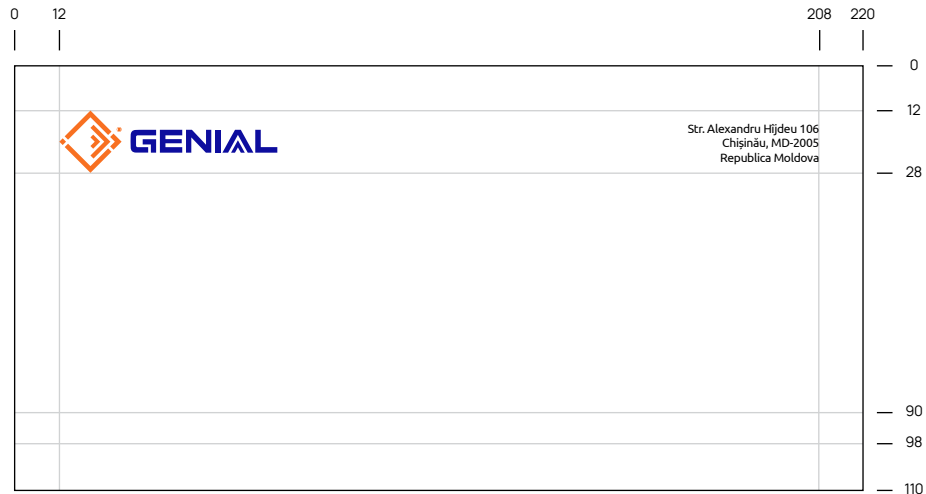 0 12 208 220
0
12
GENIAL
Str. Alexandru Hîjdeu 106
Chișinău, MD-2005
Republica Moldova
28
90
98
110